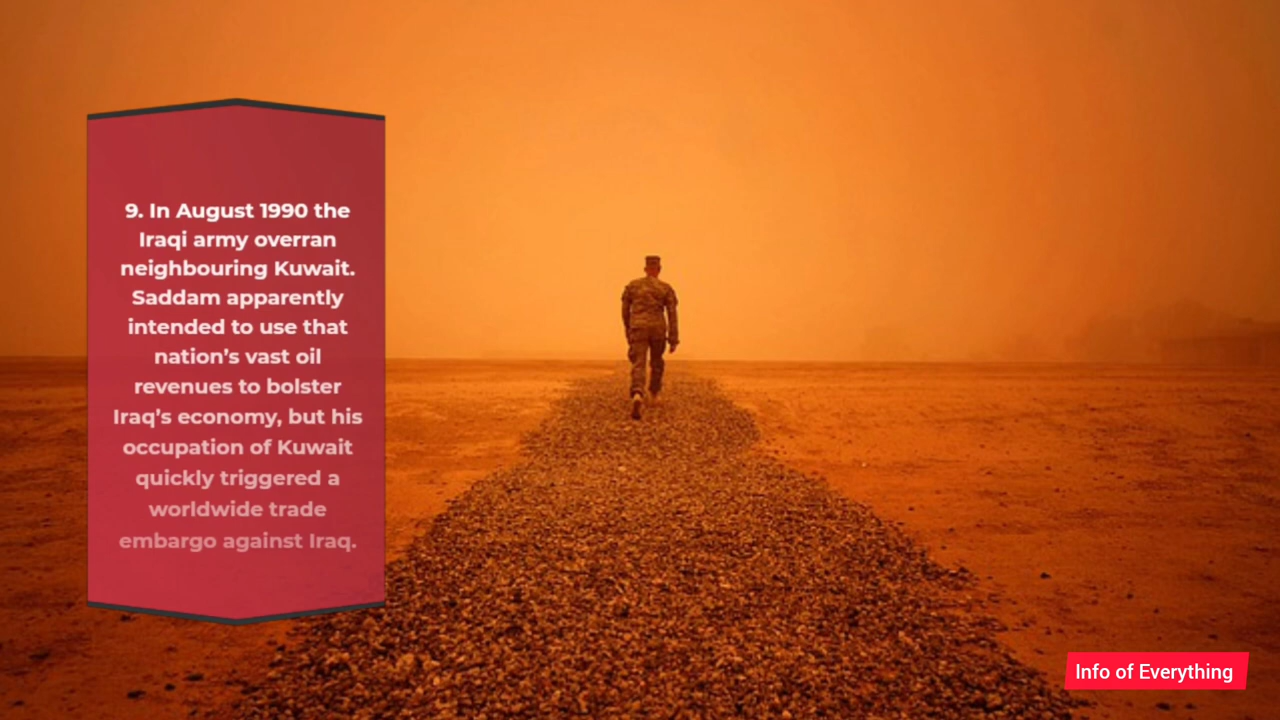 9. In August 1990 the
Iraqi army overran
neighbouring Kuwait.
Saddam apparently
intended to use that
nation’s vast oil
revenues to bolster
Iraq’s economy, but his
occupation of Kuwait
quickly triggered a
worldwide trade
embargo against Iraq.
Info of Everything